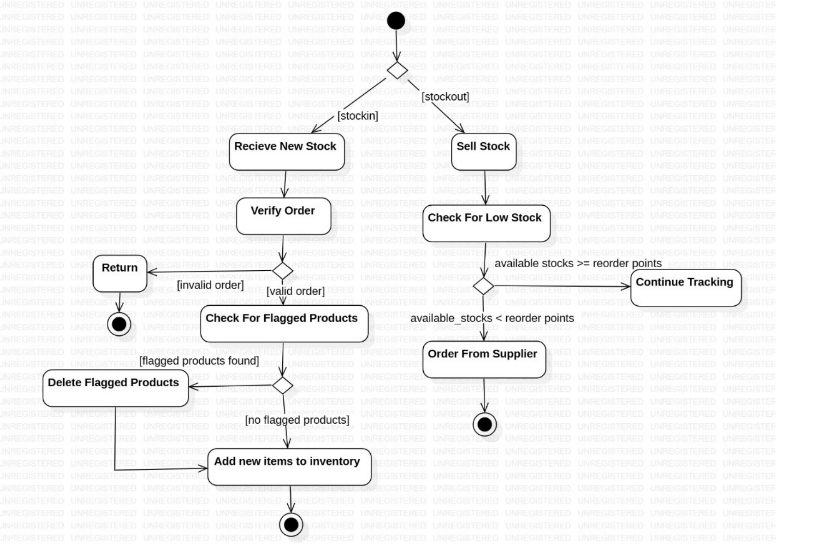 [stockout]
[stockin]
Recieve New Stock
Sell Stock
Verify Order
Check For Low Stock
available stocks >= reorder points
Return
[invalid order]
[valid order]
Continue Tracking
Check For Flagged Products
available_stocks < reorder points
[flagged products found]
Order From Supplier
Delete Flagged Products
[no flagged products]
Add new items to inventory
UNREGISTERED